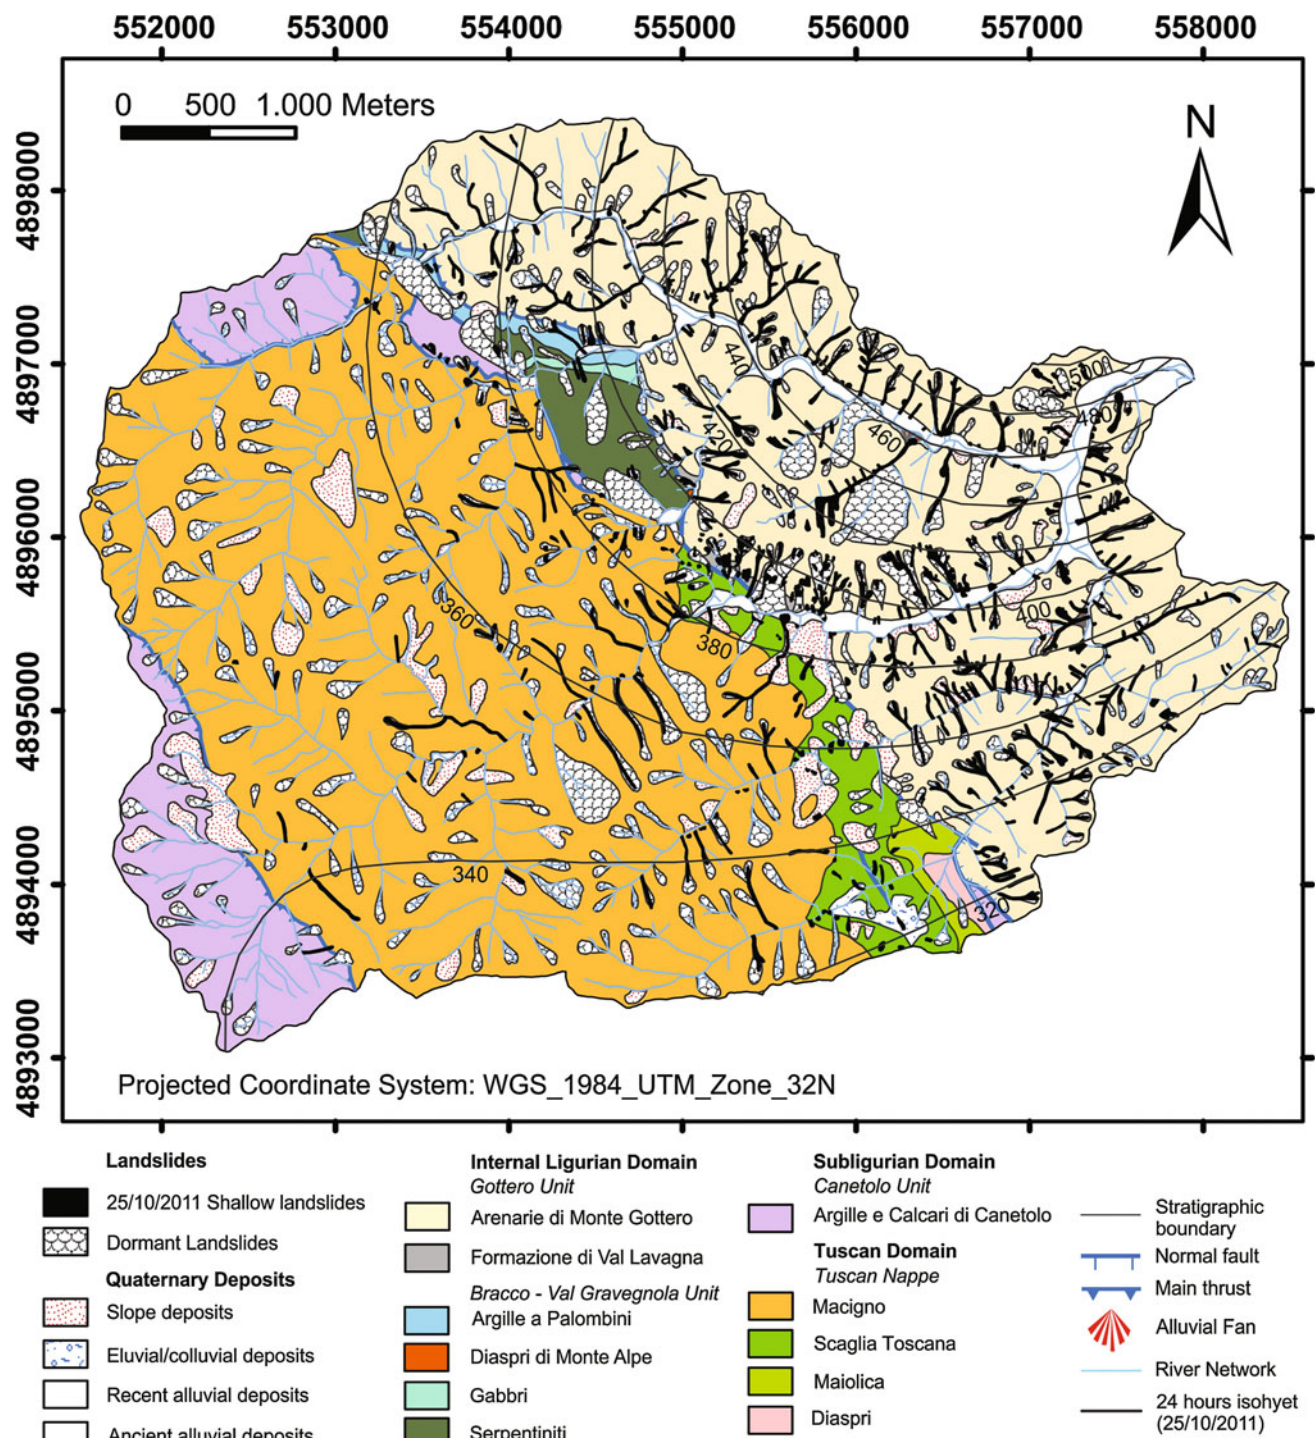 552000 553000 554000 555000 556000 557000 558000
0 500 1.000 Meters
N
4898000
4897000
4896000
4895000
4894000
4893000
500
480
440
460
420
400
360
380
340
320
Projected Coordinate System: WGS_1984_UTM_Zone_32N
Landslides
25/10/2011 Shallow landslides
Dormant Landslides
Quaternary Deposits
Slope deposits
Eluvial/colluvial deposits
Recent alluvial deposits
Ancient alluvial deposits
Internal Ligurian Domain
Gottero Unit
Arenarie di Monte Gottero
Formazione di Val Lavagna
Bracco - Val Gravegnola Unit
Argille a Palombini
Diaspri di Monte Alpe
Gabbri
Serpentiniti
Subligurian Domain
Canetolo Unit
Argille e Calcari di Canetolo
Tuscan Domain
Tuscan Nappe
Macigno
Scaglia Toscana
Maiolica
Diaspri
Stratigraphic
boundary
Normal fault
Main thrust
Alluvial Fan
River Network
24 hours isohyet
(25/10/2011)